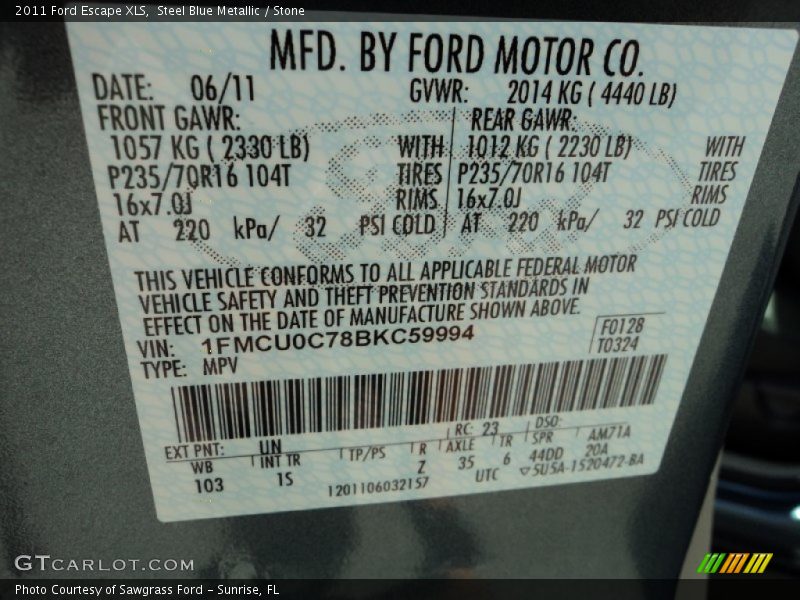 2011 Ford Escape XLS,  Steel Blue Metallic / Stone
MFD. BY FORD MOTOR CO.
DATE: 06/11 GVWR: 2014 KG ( 4440 LB)
FRONT GAWR: REAR GAWR:
1057 KG ( 2330 LB) WITH 1012 KG ( 2230 LB) WITH
P235/70R16 104T TIRES P235/70R16 104T TIRES
16x7.0J RIMS 16x7.0J RIMS
AT 220 kPa/ 32 PSI COLD AT 220 kPa/ 32 PSI COLD
THIS VEHICLE CONFORMS TO ALL APPLICABLE FEDERAL MOTOR
VEHICLE SAFETY AND THEFT PREVENTION STANDARDS IN
EFFECT ON THE DATE OF MANUFACTURE SHOWN ABOVE.
VIN: 1FMCU0C78BKC59994 F0128
TYPE: MPV T0324
EXT PNT: UN RC: 23 DSO:
WB INT TR TP/PS R AXLE TR SPR AM71A
103 1S Z 35 6 44DD 20A
1201106032157 UTC ▽5U5A-1520472-BA
Ford
GTCARLOT.COM
Photo Courtesy of Sawgrass Ford - Sunrise, FL